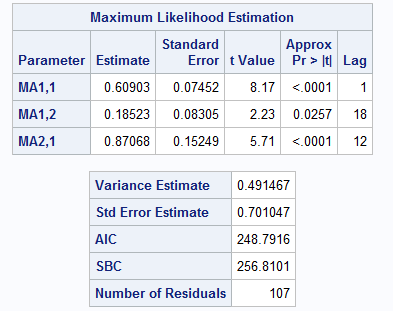 Maximum Likelihood Estimation
Parameter Estimate Standard Error t Value Approx Pr > |t| Lag
MA1,1 0.60903 0.07452 8.17 <.0001 1
MA1,2 0.18523 0.08305 2.23 0.0257 18
MA2,1 0.87068 0.15249 5.71 <.0001 12
Variance Estimate 0.491467
Std Error Estimate 0.701047
AIC 248.7916
SBC 256.8101
Number of Residuals 107